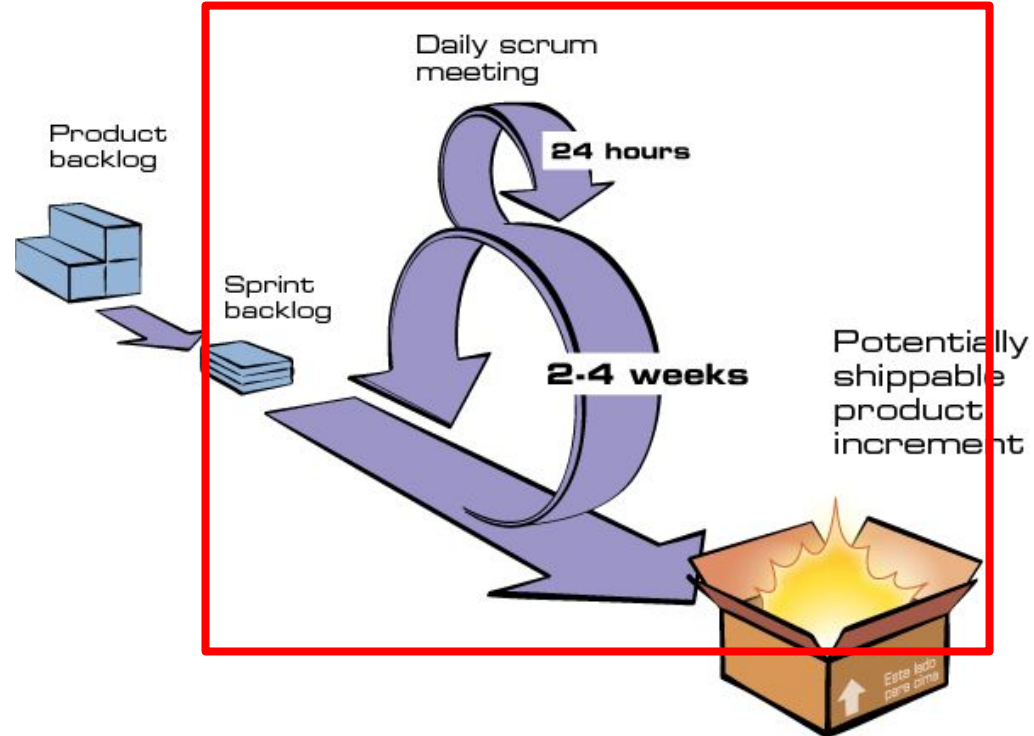 Daily scrum
meeting
24 hours
Product
backlog
Sprint
backlog
2-4 weeks
Potentially
shippable
product
increment
Este lado
para cima